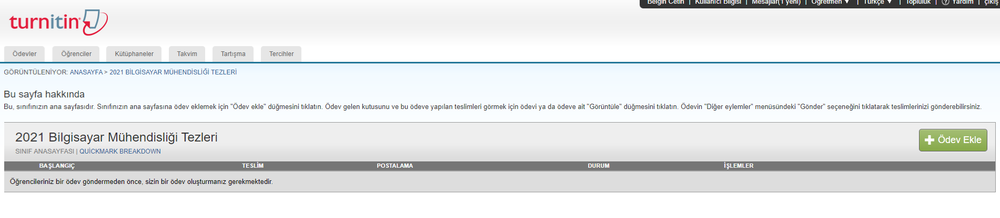 Belgin Cetin | Kullanıcı Bilgisi | Mesajlar(1 yeni) | Öğretmen ▼ | Türkçe ▼ | Topluluk | ? Yardım | çıkış
turnitin
Ödevler Öğrenciler Kütüphaneler Takvim Tartışma Tercihler
GÖRÜNTÜLENİYOR: ANASAYFA > 2021 BİLGİSAYAR MÜHENDİSLİĞİ TEZLERİ
Bu sayfa hakkında
Bu, sınıfınızın ana sayfasıdır. Sınıfınızın ana sayfasına ödev eklemek için "Ödev ekle" düğmesini tıklatın. Ödev gelen kutusunu ve bu ödeve yapılan teslimleri görmek için ödevi ya da ödeve ait "Görüntüle" düğmesini tıklatın. Ödevin "Diğer eylemler" menüsündeki "Gönder" seçeneğini tıklatarak teslimlerinizi gönderebilirsiniz.
2021 Bilgisayar Mühendisliği Tezleri
Ödev Ekle
SINIF ANASAYFASI | QUİCKMARK BREAKDOWN
BAŞLANGIÇ TESLİM POSTALAMA DURUM İŞLEMLER
Öğrencileriniz bir ödev göndermeden önce, sizin bir ödev oluşturmanız gerekmektedir.